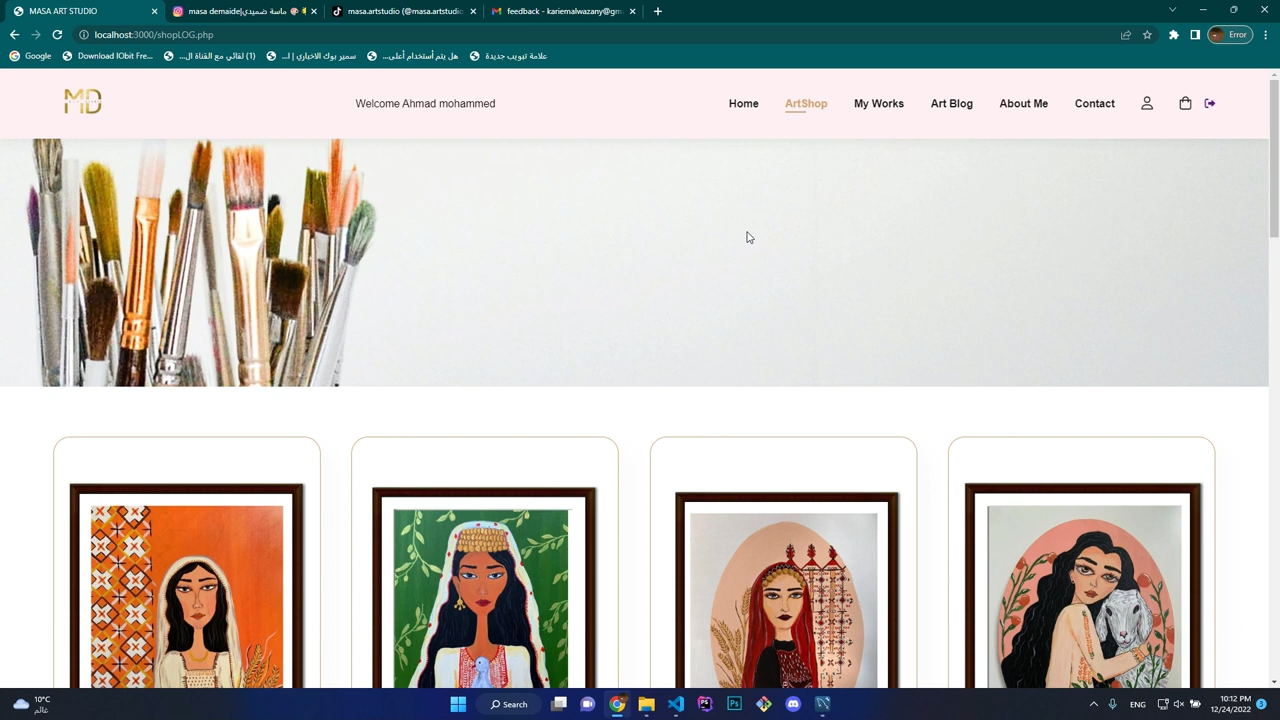 MASA ART STUDIO
masa demaide|ماسة ضميدي
masa.artstudio (@masa.artstudio
feedback - kariemalwazany@gm
localhost:3000/shopLOG.php
Error
Google
Download IObit Fre...
(1) لقائي مع القناة ال...
سمير بوك الاخباري | ا...
هل يتم أستخدام أعلى...
علامة تبويب جديدة
MD
Welcome Ahmad mohammed
Home
ArtShop
My Works
Art Blog
About Me
Contact
10°C
غائم
Search
ENG
10:12 PM
12/24/2022
3